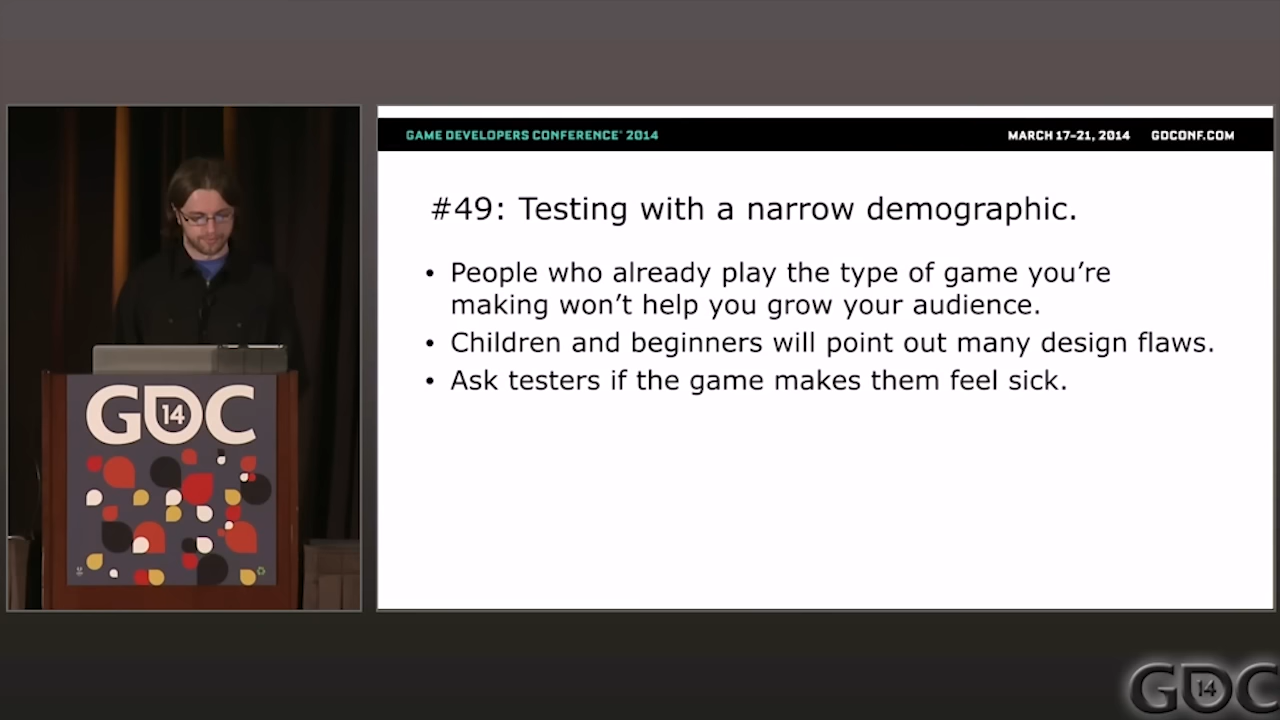 GAME DEVELOPERS CONFERENCE® 2014
MARCH 17–21, 2014 GDCONF.COM
#49: Testing with a narrow demographic.
• People who already play the type of game you’re
making won’t help you grow your audience.
• Children and beginners will point out many design flaws.
• Ask testers if the game makes them feel sick.
GDC
14
GDC
14